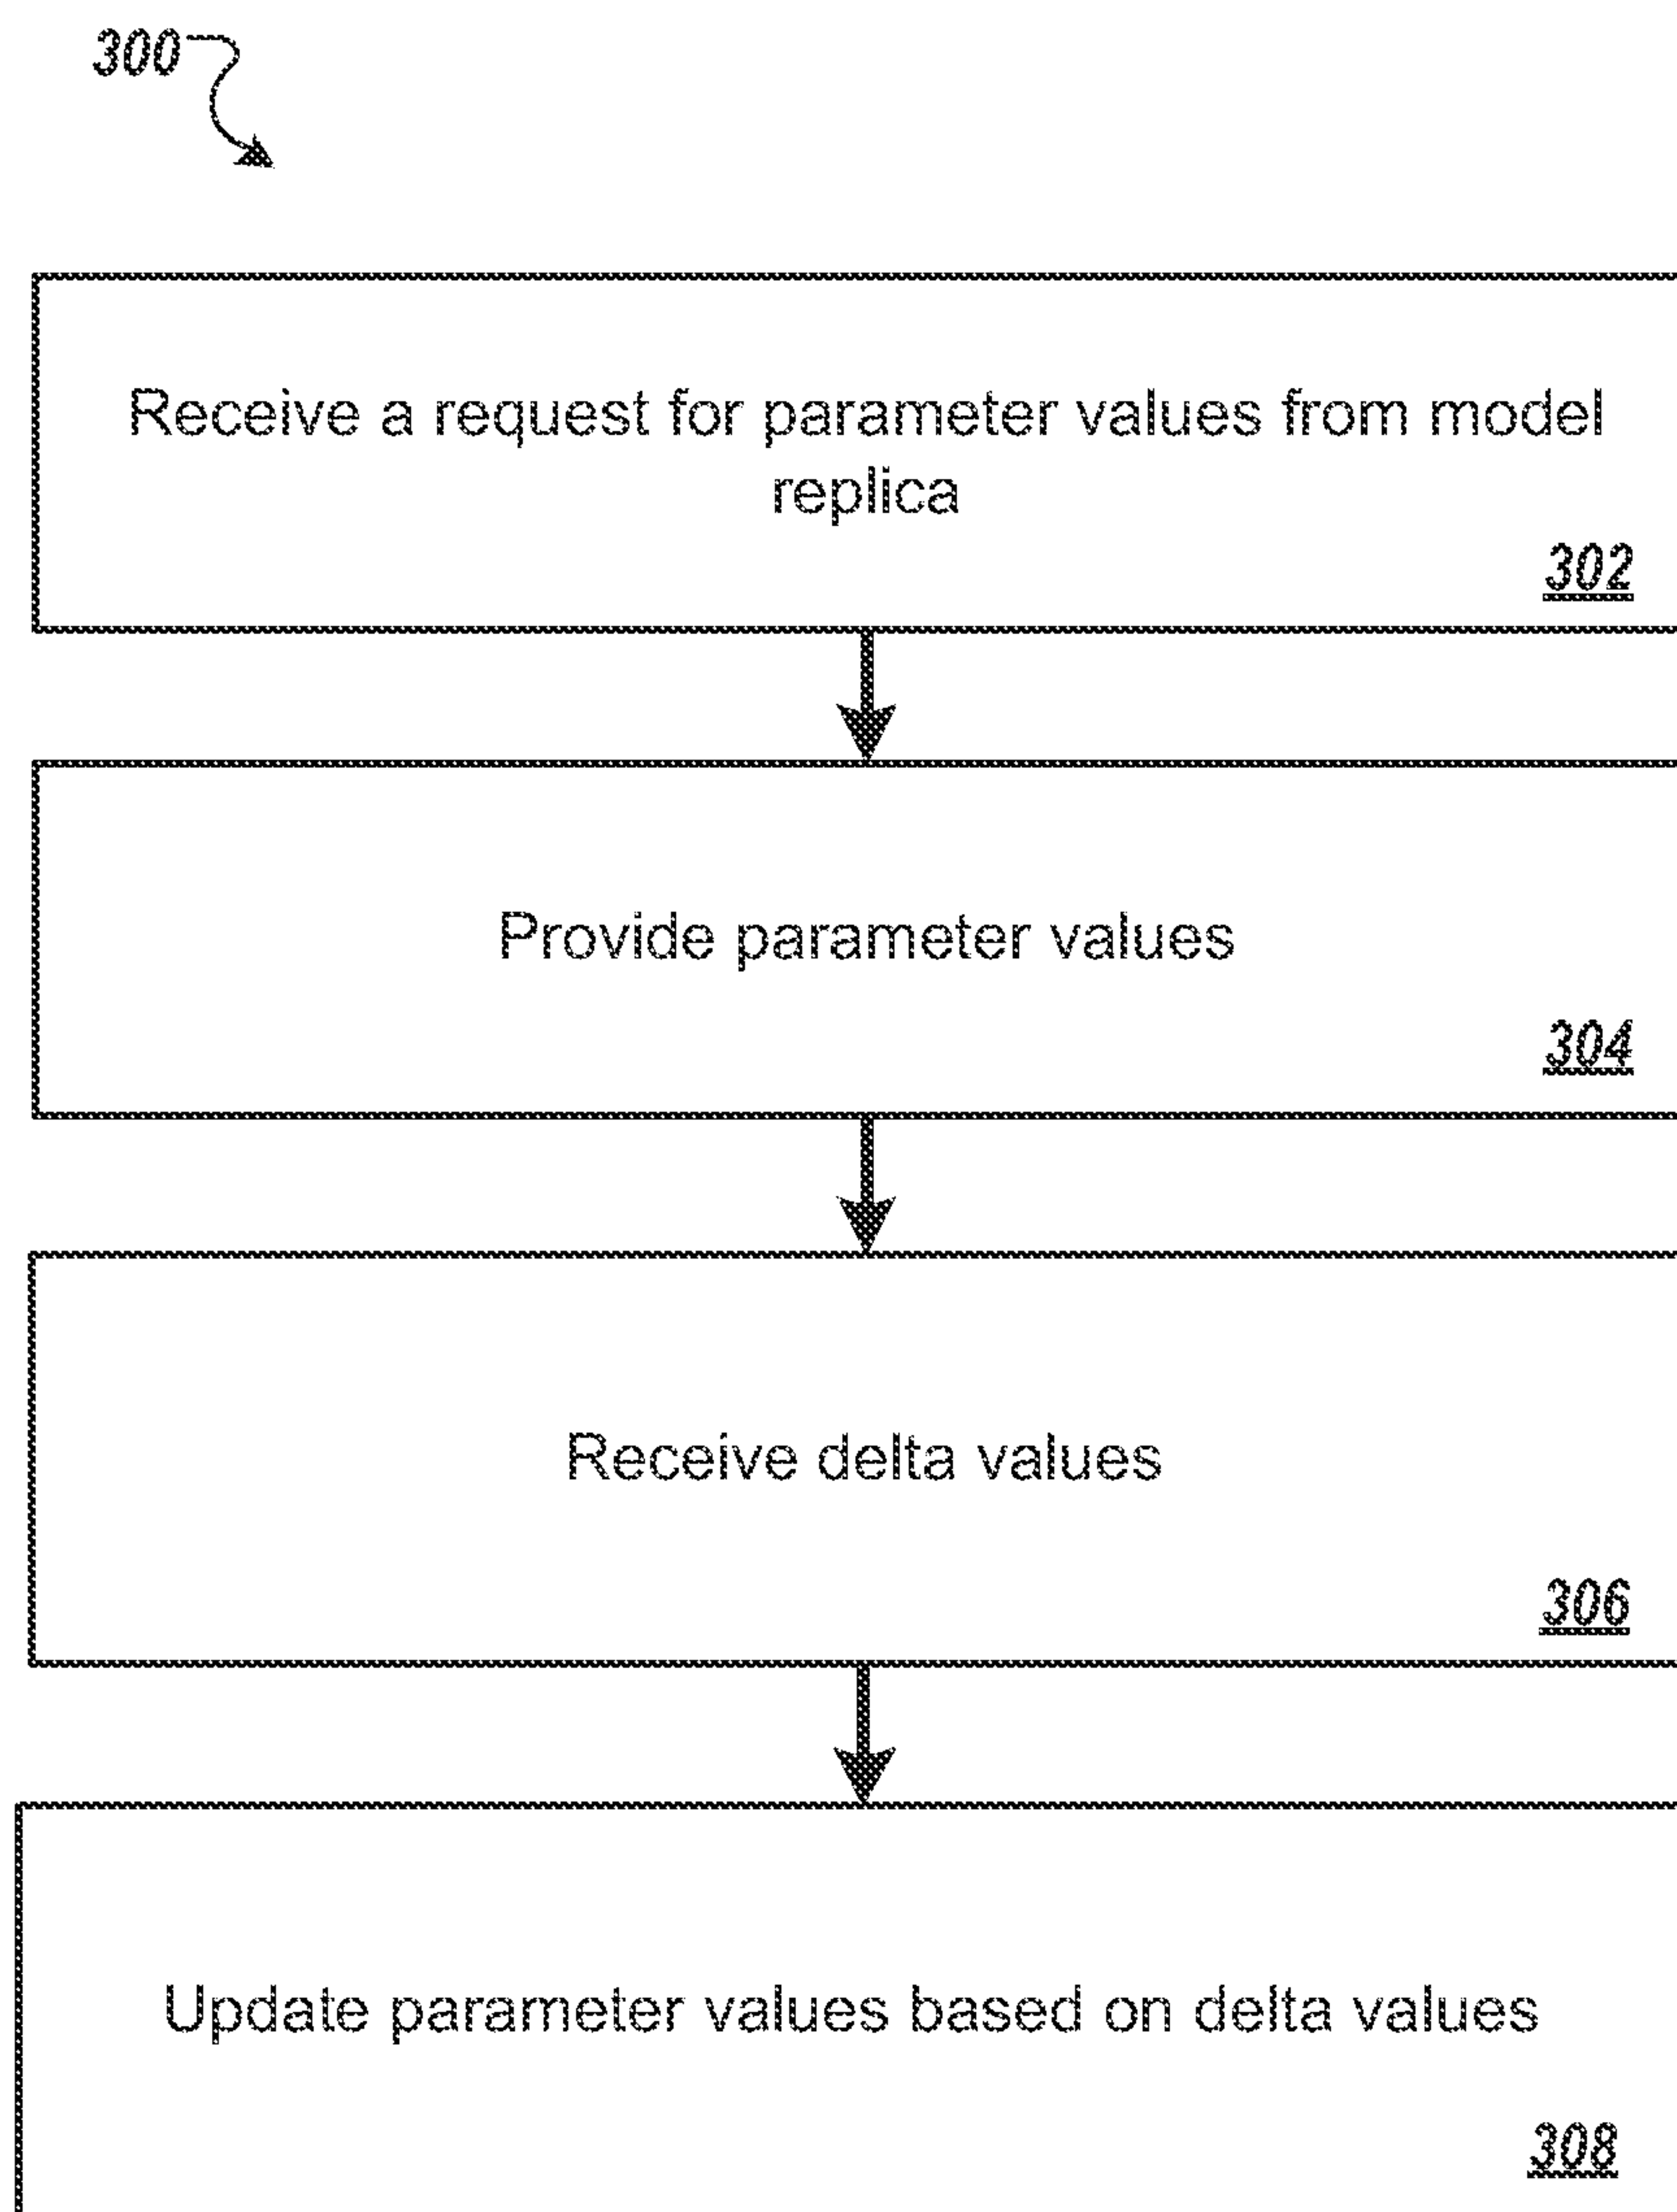 300
Receive a request for parameter values from model
replica
302
Provide parameter values
304
Receive delta values
306
Update parameter values based on delta values
308